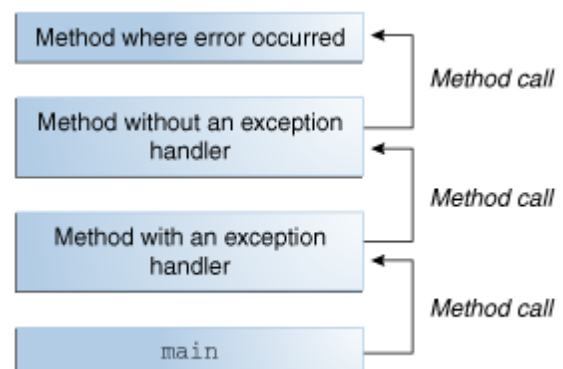 Method where error occurred
Method call
Method without an exception
handler
Method call
Method with an exception
handler
Method call
main